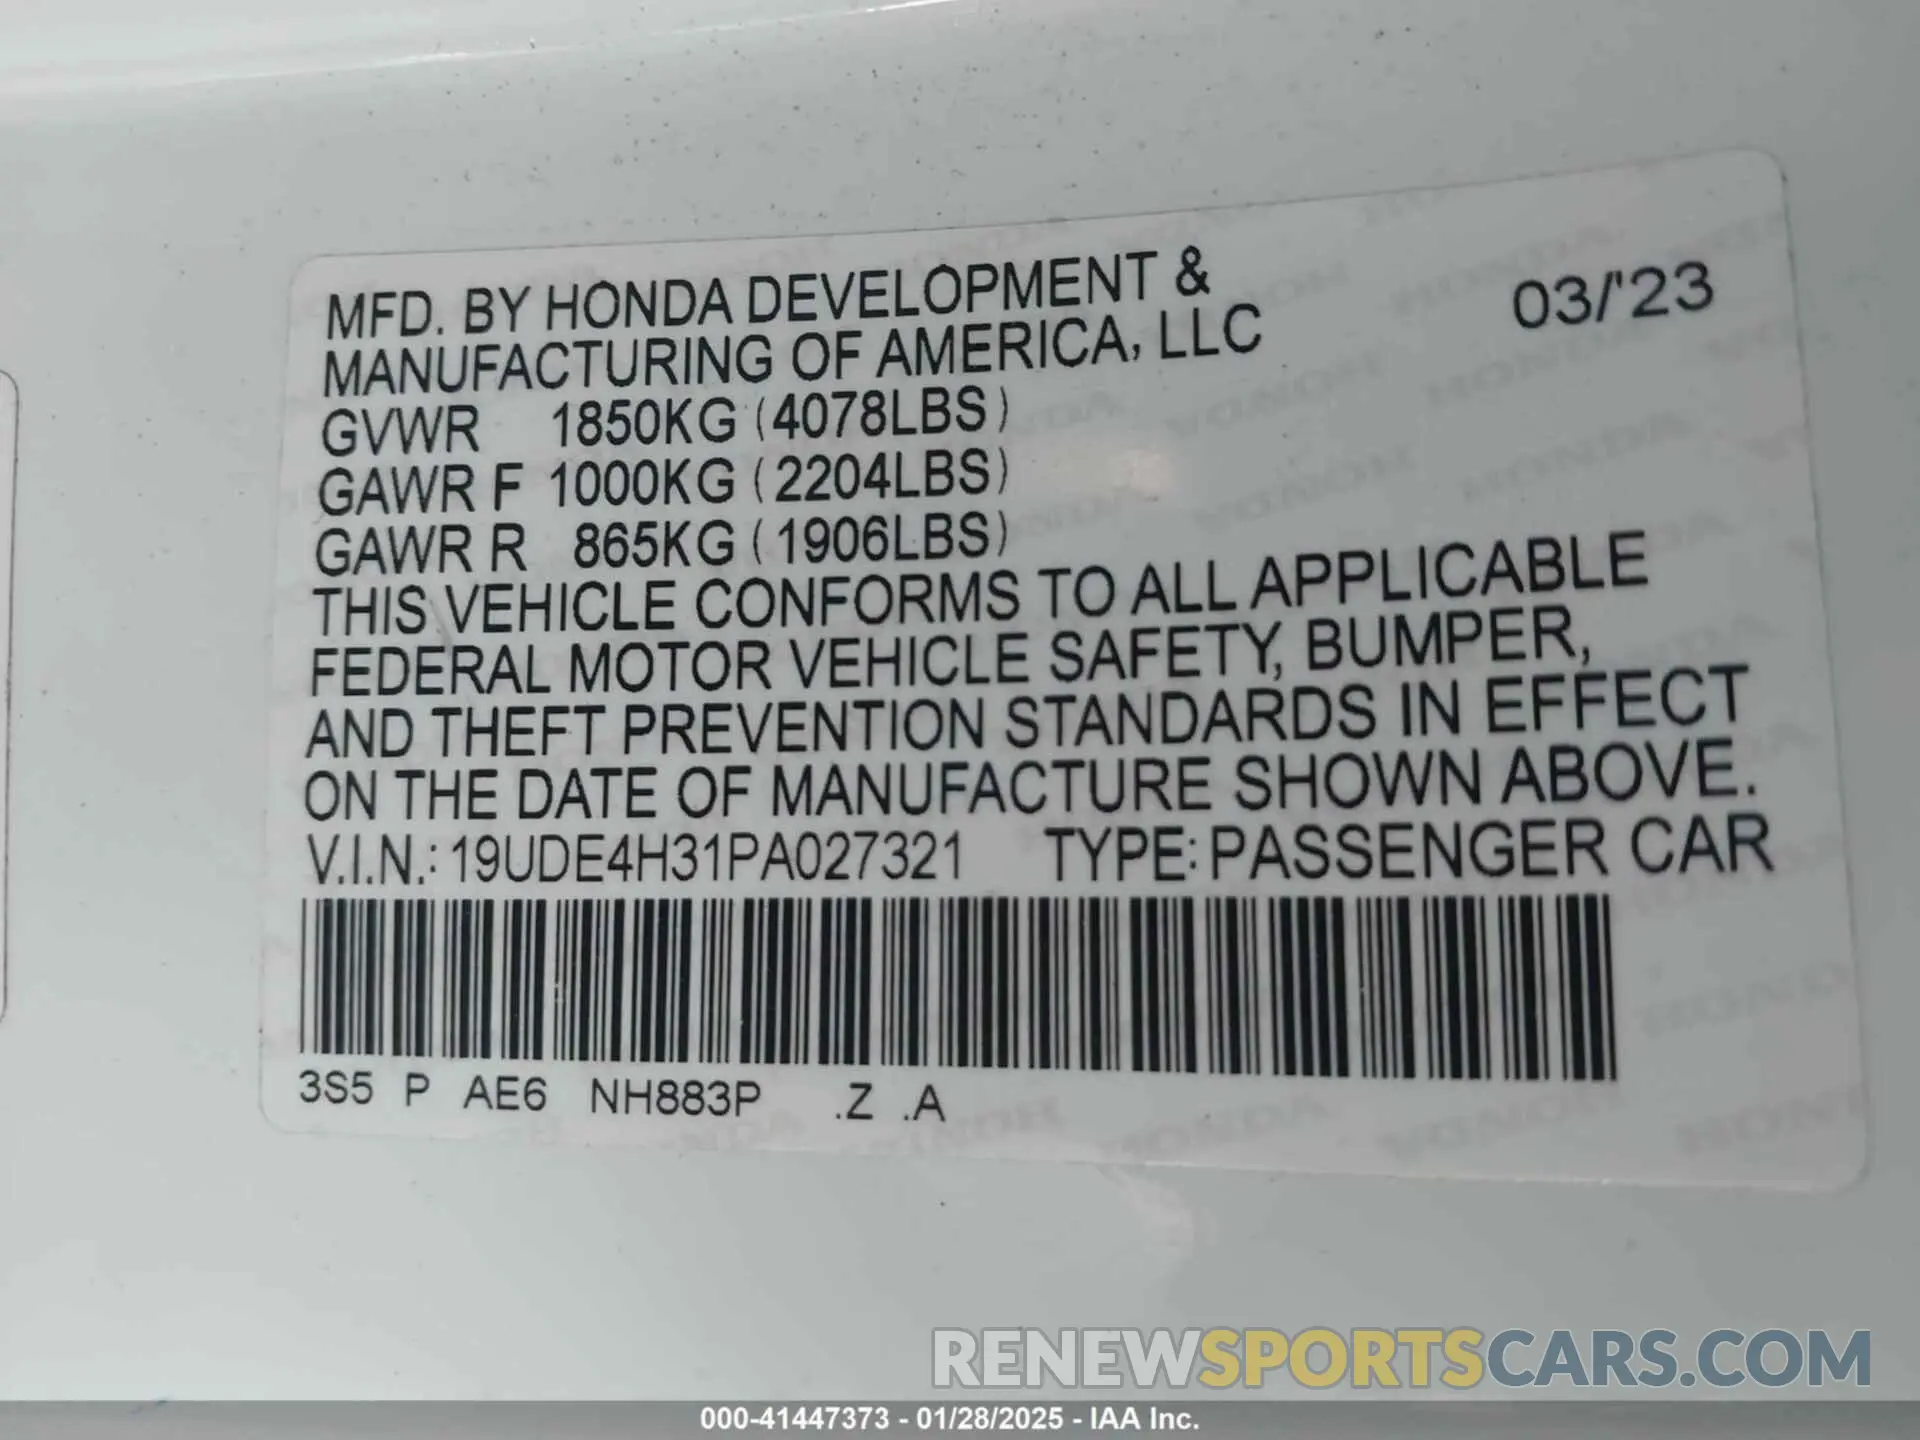 MFD. BY HONDA DEVELOPMENT &
MANUFACTURING OF AMERICA, LLC
03/'23
GVWR 1850KG (4078LBS)
GAWR F 1000KG (2204LBS)
GAWR R 865KG (1906LBS)
THIS VEHICLE CONFORMS TO ALL APPLICABLE
FEDERAL MOTOR VEHICLE SAFETY, BUMPER,
AND THEFT PREVENTION STANDARDS IN EFFECT
ON THE DATE OF MANUFACTURE SHOWN ABOVE.
V.I.N.: 19UDE4H31PA027321 TYPE: PASSENGER CAR
3S5 P AE6 NH883P .Z .A
RENEWSPORTSCARS.COM
000-41447373 - 01/28/2025 - IAA Inc.